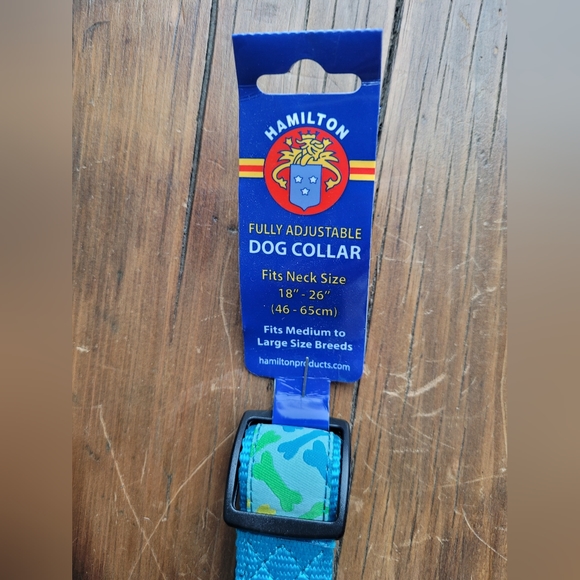 HAMILTON
FULLY ADJUSTABLE
DOG COLLAR
Fits Neck Size
18" - 26"
(46 - 65cm)
Fits Medium to
Large Size Breeds
hamiltonproducts.com